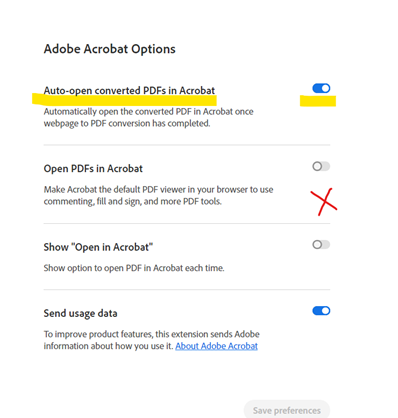 Adobe Acrobat Options
Auto-open converted PDFs in Acrobat
Automatically open the converted PDF in Acrobat once
webpage to PDF conversion has completed.
Open PDFs in Acrobat
Make Acrobat the default PDF viewer in your browser to use
commenting, fill and sign, and more PDF tools.
Show "Open in Acrobat"
Show option to open PDF in Acrobat each time.
Send usage data
To improve product features, this extension sends Adobe
information about how you use it. About Adobe Acrobat
Save preferences